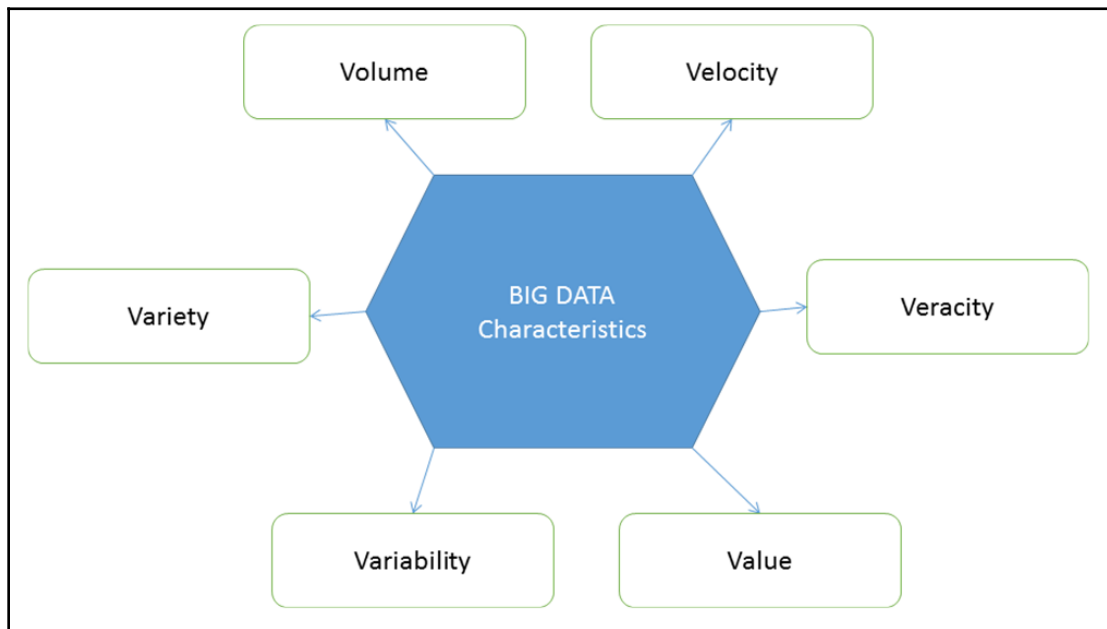 Volume
Velocity
BIG DATA
Characteristics
Variety
Veracity
Variability
Value